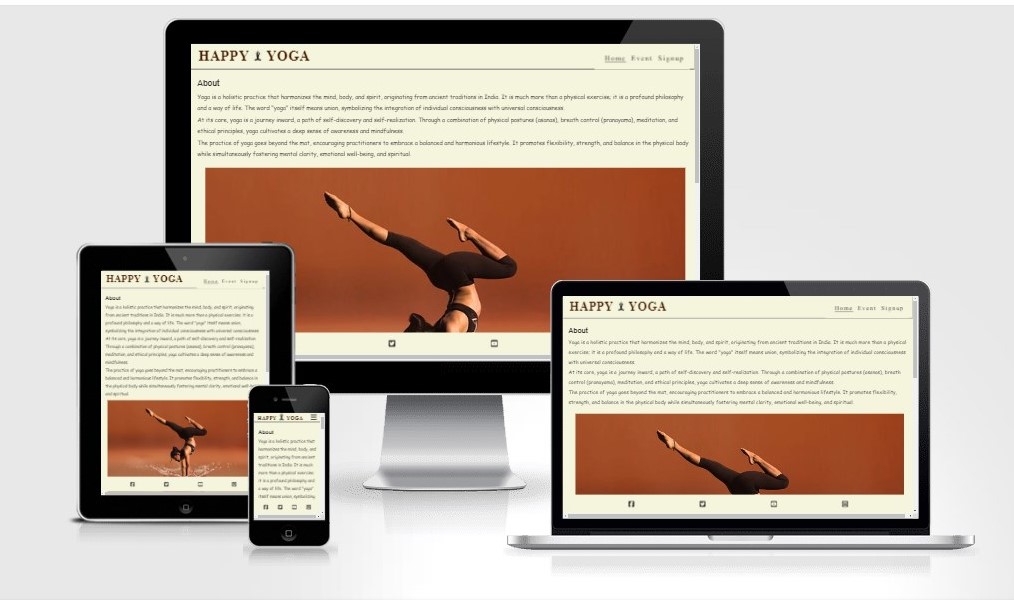 HAPPY YOGA
Home Event Signup
About
Yoga is a holistic practice that harmonizes the mind, body, and spirit, originating from ancient traditions in India. It is much more than a physical exercise; it is a profound philosophy
and a way of life. The word "yoga" itself means union, symbolizing the integration of individual consciousness with universal consciousness.
At its core, yoga is a journey inward, a path of self-discovery and self-realization. Through a combination of physical postures (asanas), breath control (pranayama), meditation, and
ethical principles, yoga cultivates a deep sense of awareness and mindfulness.
The practice of yoga goes beyond the mat, encouraging practitioners to embrace a balanced and harmonious lifestyle. It promotes flexibility, strength, and balance in the physical body
while simultaneously fostering mental clarity, emotional well-being, and spiritual.
HAPPY YOGA
Home Event Signup
About
Yoga is a holistic practice that harmonizes the mind, body, and spirit, originating
from ancient traditions in India. It is much more than a physical exercise; it is a
profound philosophy and a way of life. The word "yoga" itself means union,
symbolizing the integration of individual consciousness with universal consciousness.
At its core, yoga is a journey inward, a path of self-discovery and self-realization.
Through a combination of physical postures (asanas), breath control (pranayama),
meditation, and ethical principles, yoga cultivates a deep sense of awareness and
mindfulness.
The practice of yoga goes beyond the mat, encouraging practitioners to embrace a
balanced and harmonious lifestyle. It promotes flexibility, strength, and balance in
the physical body while simultaneously fostering mental clarity, emotional well-being,
and spiritual.
HAPPY YOGA
About
Yoga is a holistic practice that
harmonizes the mind, body, and
spirit, originating from ancient
traditions in India. It is much
more than a physical exercise;
it is a profound philosophy and
a way of life. The word "yoga"
itself means union, symbolizing
HAPPY YOGA
Home Event Signup
About
Yoga is a holistic practice that harmonizes the mind, body, and spirit, originating from ancient traditions in India. It is much more than a physical
exercise; it is a profound philosophy and a way of life. The word "yoga" itself means union, symbolizing the integration of individual consciousness
with universal consciousness.
At its core, yoga is a journey inward, a path of self-discovery and self-realization. Through a combination of physical postures (asanas), breath
control (pranayama), meditation, and ethical principles, yoga cultivates a deep sense of awareness and mindfulness.
The practice of yoga goes beyond the mat, encouraging practitioners to embrace a balanced and harmonious lifestyle. It promotes flexibility,
strength, and balance in the physical body while simultaneously fostering mental clarity, emotional well-being, and spiritual.